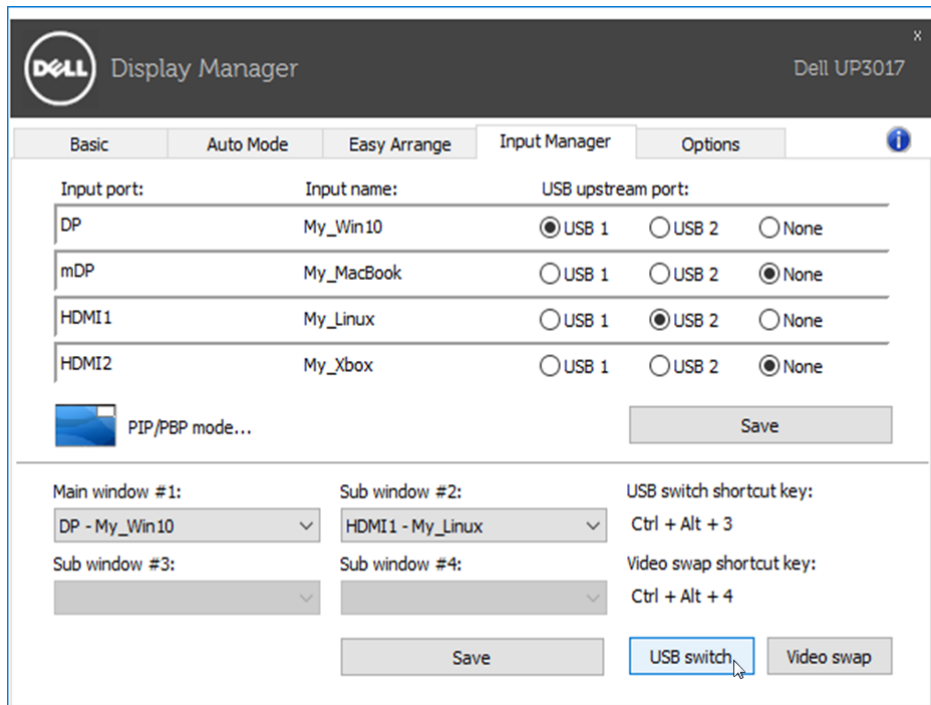 x
DELL Display Manager Dell UP3017
Basic Auto Mode Easy Arrange Input Manager Options i
Input port: Input name: USB upstream port:
DP My_Win10 USB 1 USB 2 None
mDP My_MacBook USB 1 USB 2 None
HDMI1 My_Linux USB 1 USB 2 None
HDMI2 My_Xbox USB 1 USB 2 None
PIP/PBP mode... Save
Main window #1: Sub window #2: USB switch shortcut key:
DP - My_Win10 HDMI1 - My_Linux Ctrl + Alt + 3
Sub window #3: Sub window #4: Video swap shortcut key:
Ctrl + Alt + 4
Save USB switch Video swap